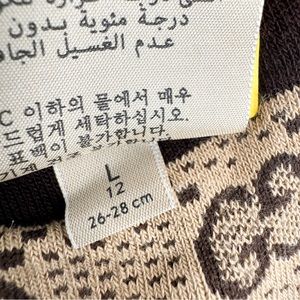 درجة مئوية بدون
عدم الغسيل الجاف
C 이하의 물에서 매우
드럽게 세탁하십시오.
표백이 불가합니다.
L
12
26-28 cm